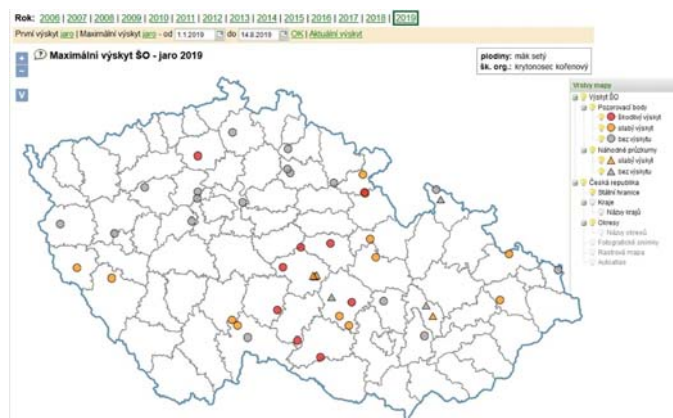 Rok: 2006 | 2007 | 2008 | 2009 | 2010 | 2011 | 2012 | 2013 | 2014 | 2015 | 2016 | 2017 | 2018 | 2019
První výskyt jaro | Maximální výskyt jaro - od 1.1.2019 do 14.8.2019 OK | Aktuální výskyt
Maximální výskyt ŠO - jaro 2019
plodiny: mák setý
šk. org.: krytonosec kořenový
+
−
V
Vrstvy mapy
Výskyt ŠO
Pozorovací body
škodlivý výskyt
slabý výskyt
bez výskytu
Náhodné průzkumy
slabý výskyt
bez výskytu
Česká republika
Státní hranice
Kraje
Názvy krajů
Okresy
Názvy okresů
Fotografické snímky
Rastrová mapa
Autoatlas